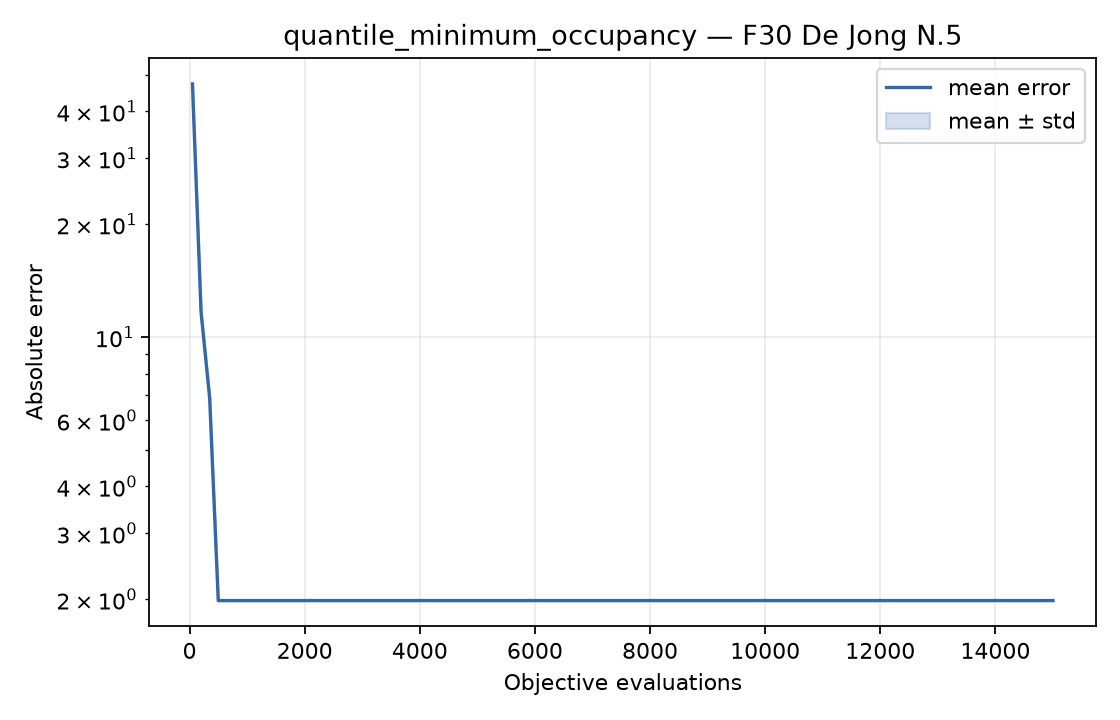 quantile_minimum_occupancy — F30 De Jong N.5
mean error
mean ± std
Absolute error
4 × 10¹
3 × 10¹
2 × 10¹
10¹
6 × 10⁰
4 × 10⁰
3 × 10⁰
2 × 10⁰
0 2000 4000 6000 8000 10000 12000 14000
Objective evaluations